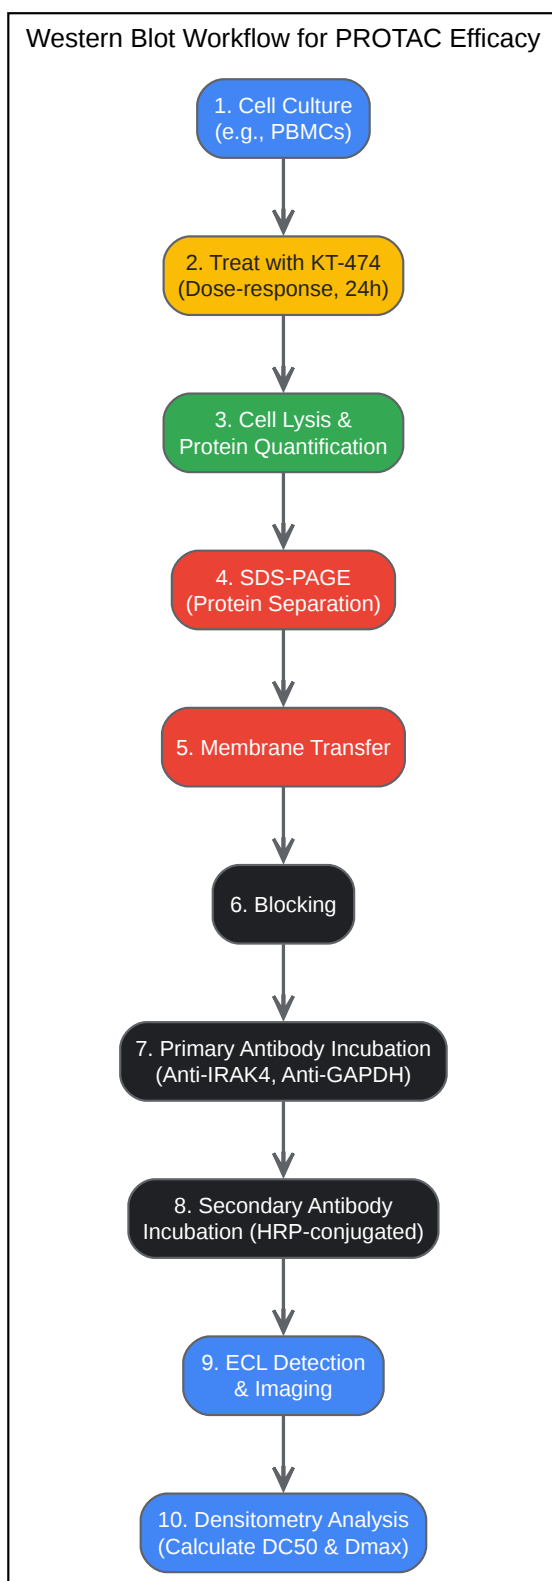 Western Blot Workflow for PROTAC Efficacy
1. Cell Culture
(e.g., PBMCs)
2. Treat with KT-474
(Dose-response, 24h)
3. Cell Lysis &
Protein Quantification
4. SDS-PAGE
(Protein Separation)
5. Membrane Transfer
6. Blocking
7. Primary Antibody Incubation
(Anti-IRAK4, Anti-GAPDH)
8. Secondary Antibody
Incubation (HRP-conjugated)
9. ECL Detection
& Imaging
10. Densitometry Analysis
(Calculate DC50 & Dmax)